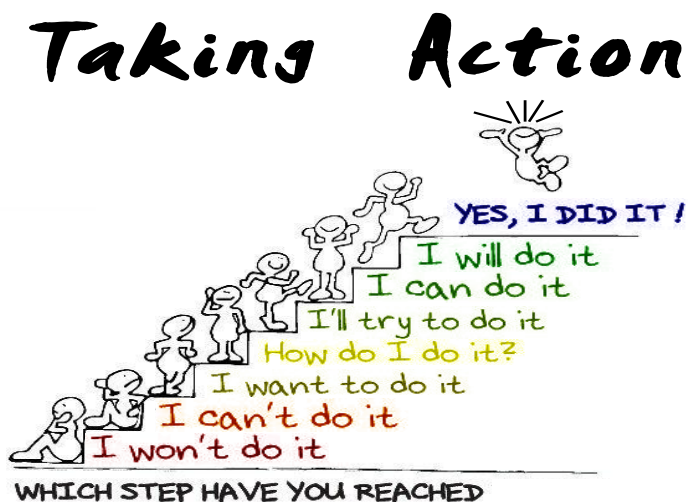 Taking Action
YES, I DID IT!
I will do it
I can do it
I'll try to do it
How do I do it?
I want to do it
I can't do it
I won't do it
WHICH STEP HAVE YOU REACHED